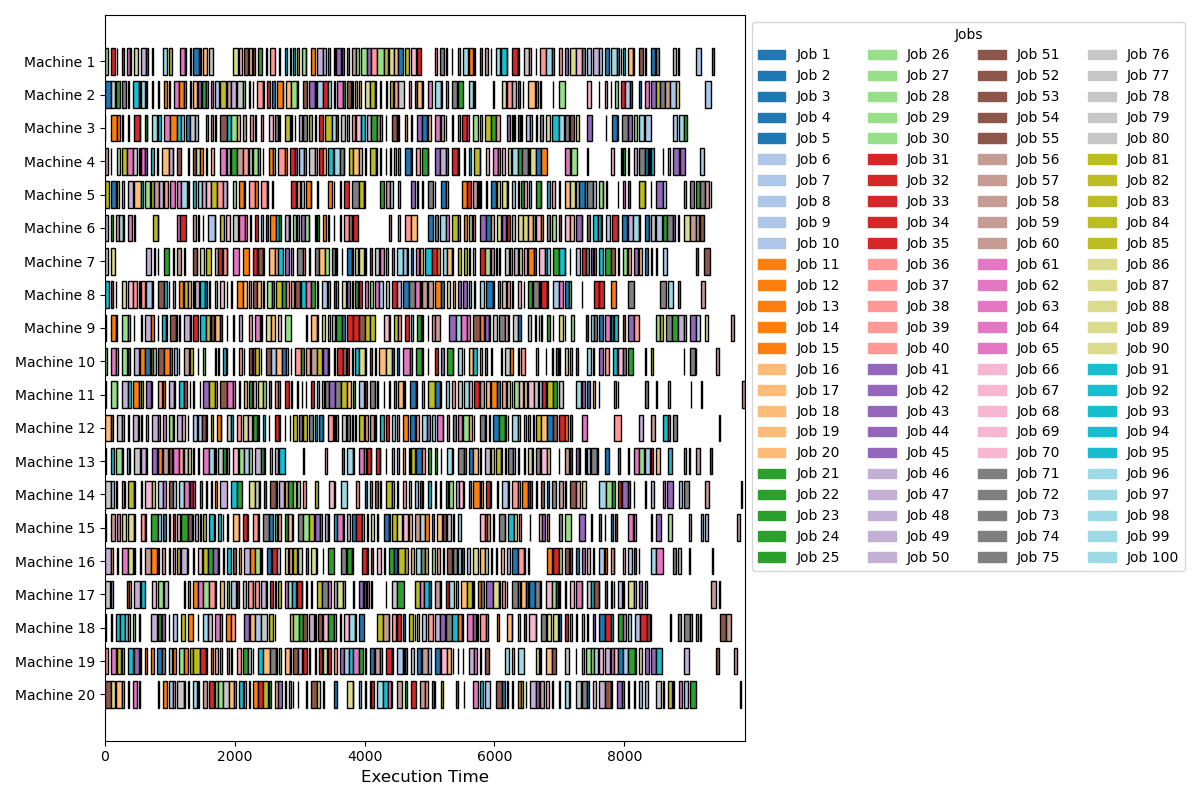 Machine 1
Machine 2
Machine 3
Machine 4
Machine 5
Machine 6
Machine 7
Machine 8
Machine 9
Machine 10
Machine 11
Machine 12
Machine 13
Machine 14
Machine 15
Machine 16
Machine 17
Machine 18
Machine 19
Machine 20
0 2000 4000 6000 8000
Execution Time
Jobs
Job 1 Job 26 Job 51 Job 76
Job 2 Job 27 Job 52 Job 77
Job 3 Job 28 Job 53 Job 78
Job 4 Job 29 Job 54 Job 79
Job 5 Job 30 Job 55 Job 80
Job 6 Job 31 Job 56 Job 81
Job 7 Job 32 Job 57 Job 82
Job 8 Job 33 Job 58 Job 83
Job 9 Job 34 Job 59 Job 84
Job 10 Job 35 Job 60 Job 85
Job 11 Job 36 Job 61 Job 86
Job 12 Job 37 Job 62 Job 87
Job 13 Job 38 Job 63 Job 88
Job 14 Job 39 Job 64 Job 89
Job 15 Job 40 Job 65 Job 90
Job 16 Job 41 Job 66 Job 91
Job 17 Job 42 Job 67 Job 92
Job 18 Job 43 Job 68 Job 93
Job 19 Job 44 Job 69 Job 94
Job 20 Job 45 Job 70 Job 95
Job 21 Job 46 Job 71 Job 96
Job 22 Job 47 Job 72 Job 97
Job 23 Job 48 Job 73 Job 98
Job 24 Job 49 Job 74 Job 99
Job 25 Job 50 Job 75 Job 100